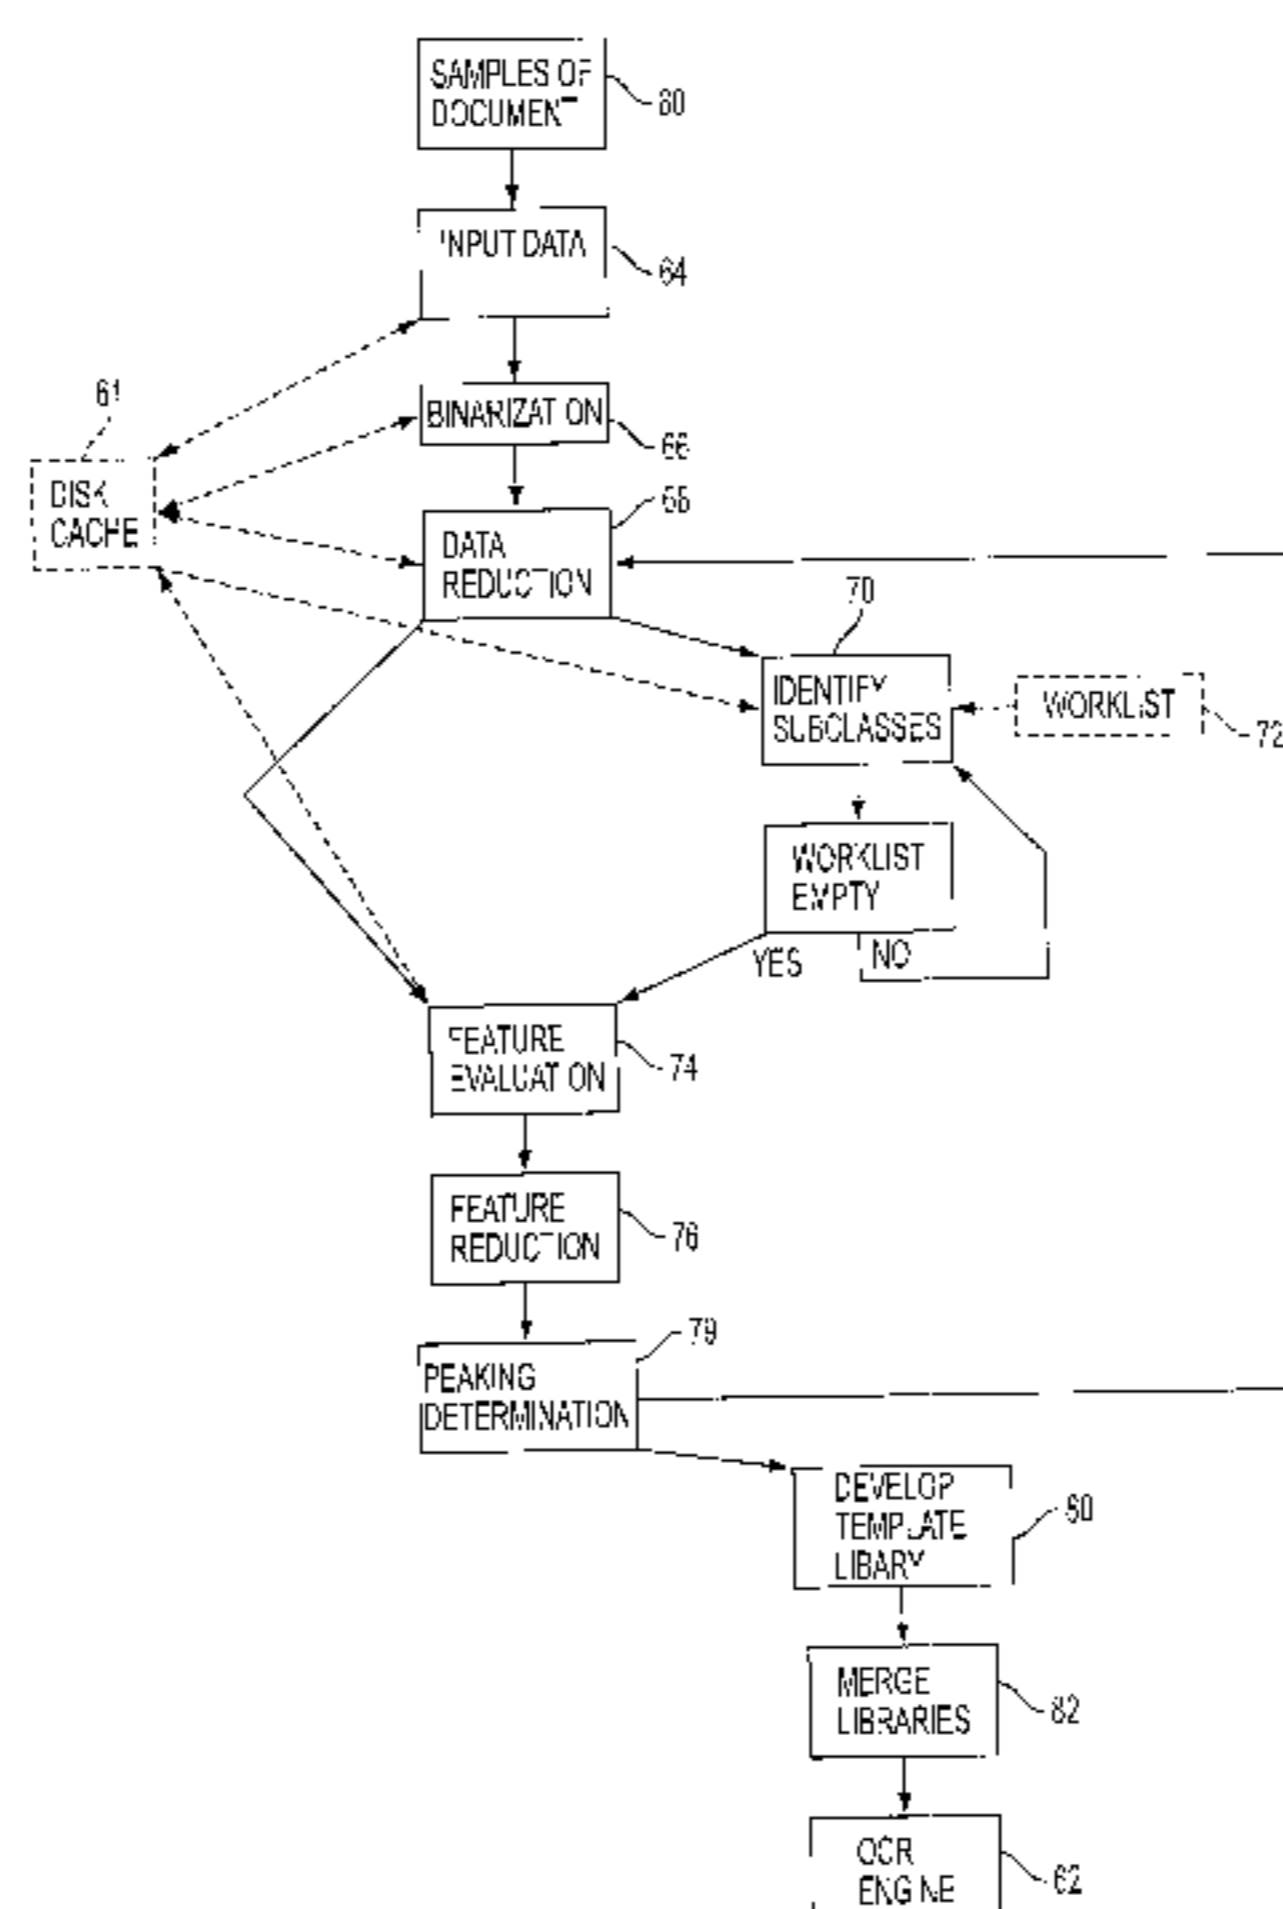 SAMPLES OF
DOCUMENT
60
INPUT DATA
64
61
BINARIZATION
66
DISK
CACHE
DATA
REDUCTION
70
IDENTIFY
SUBCLASSES
WORKLIST
72
WORKLIST
EMPTY
YES
NO
FEATURE
EVALUATION
74
FEATURE
REDUCTION
76
PEAKING
DETERMINATION
79
DEVELOP
TEMPLATE
LIBARY
80
MERGE
LIBRARIES
82
OCR
ENGINE
62